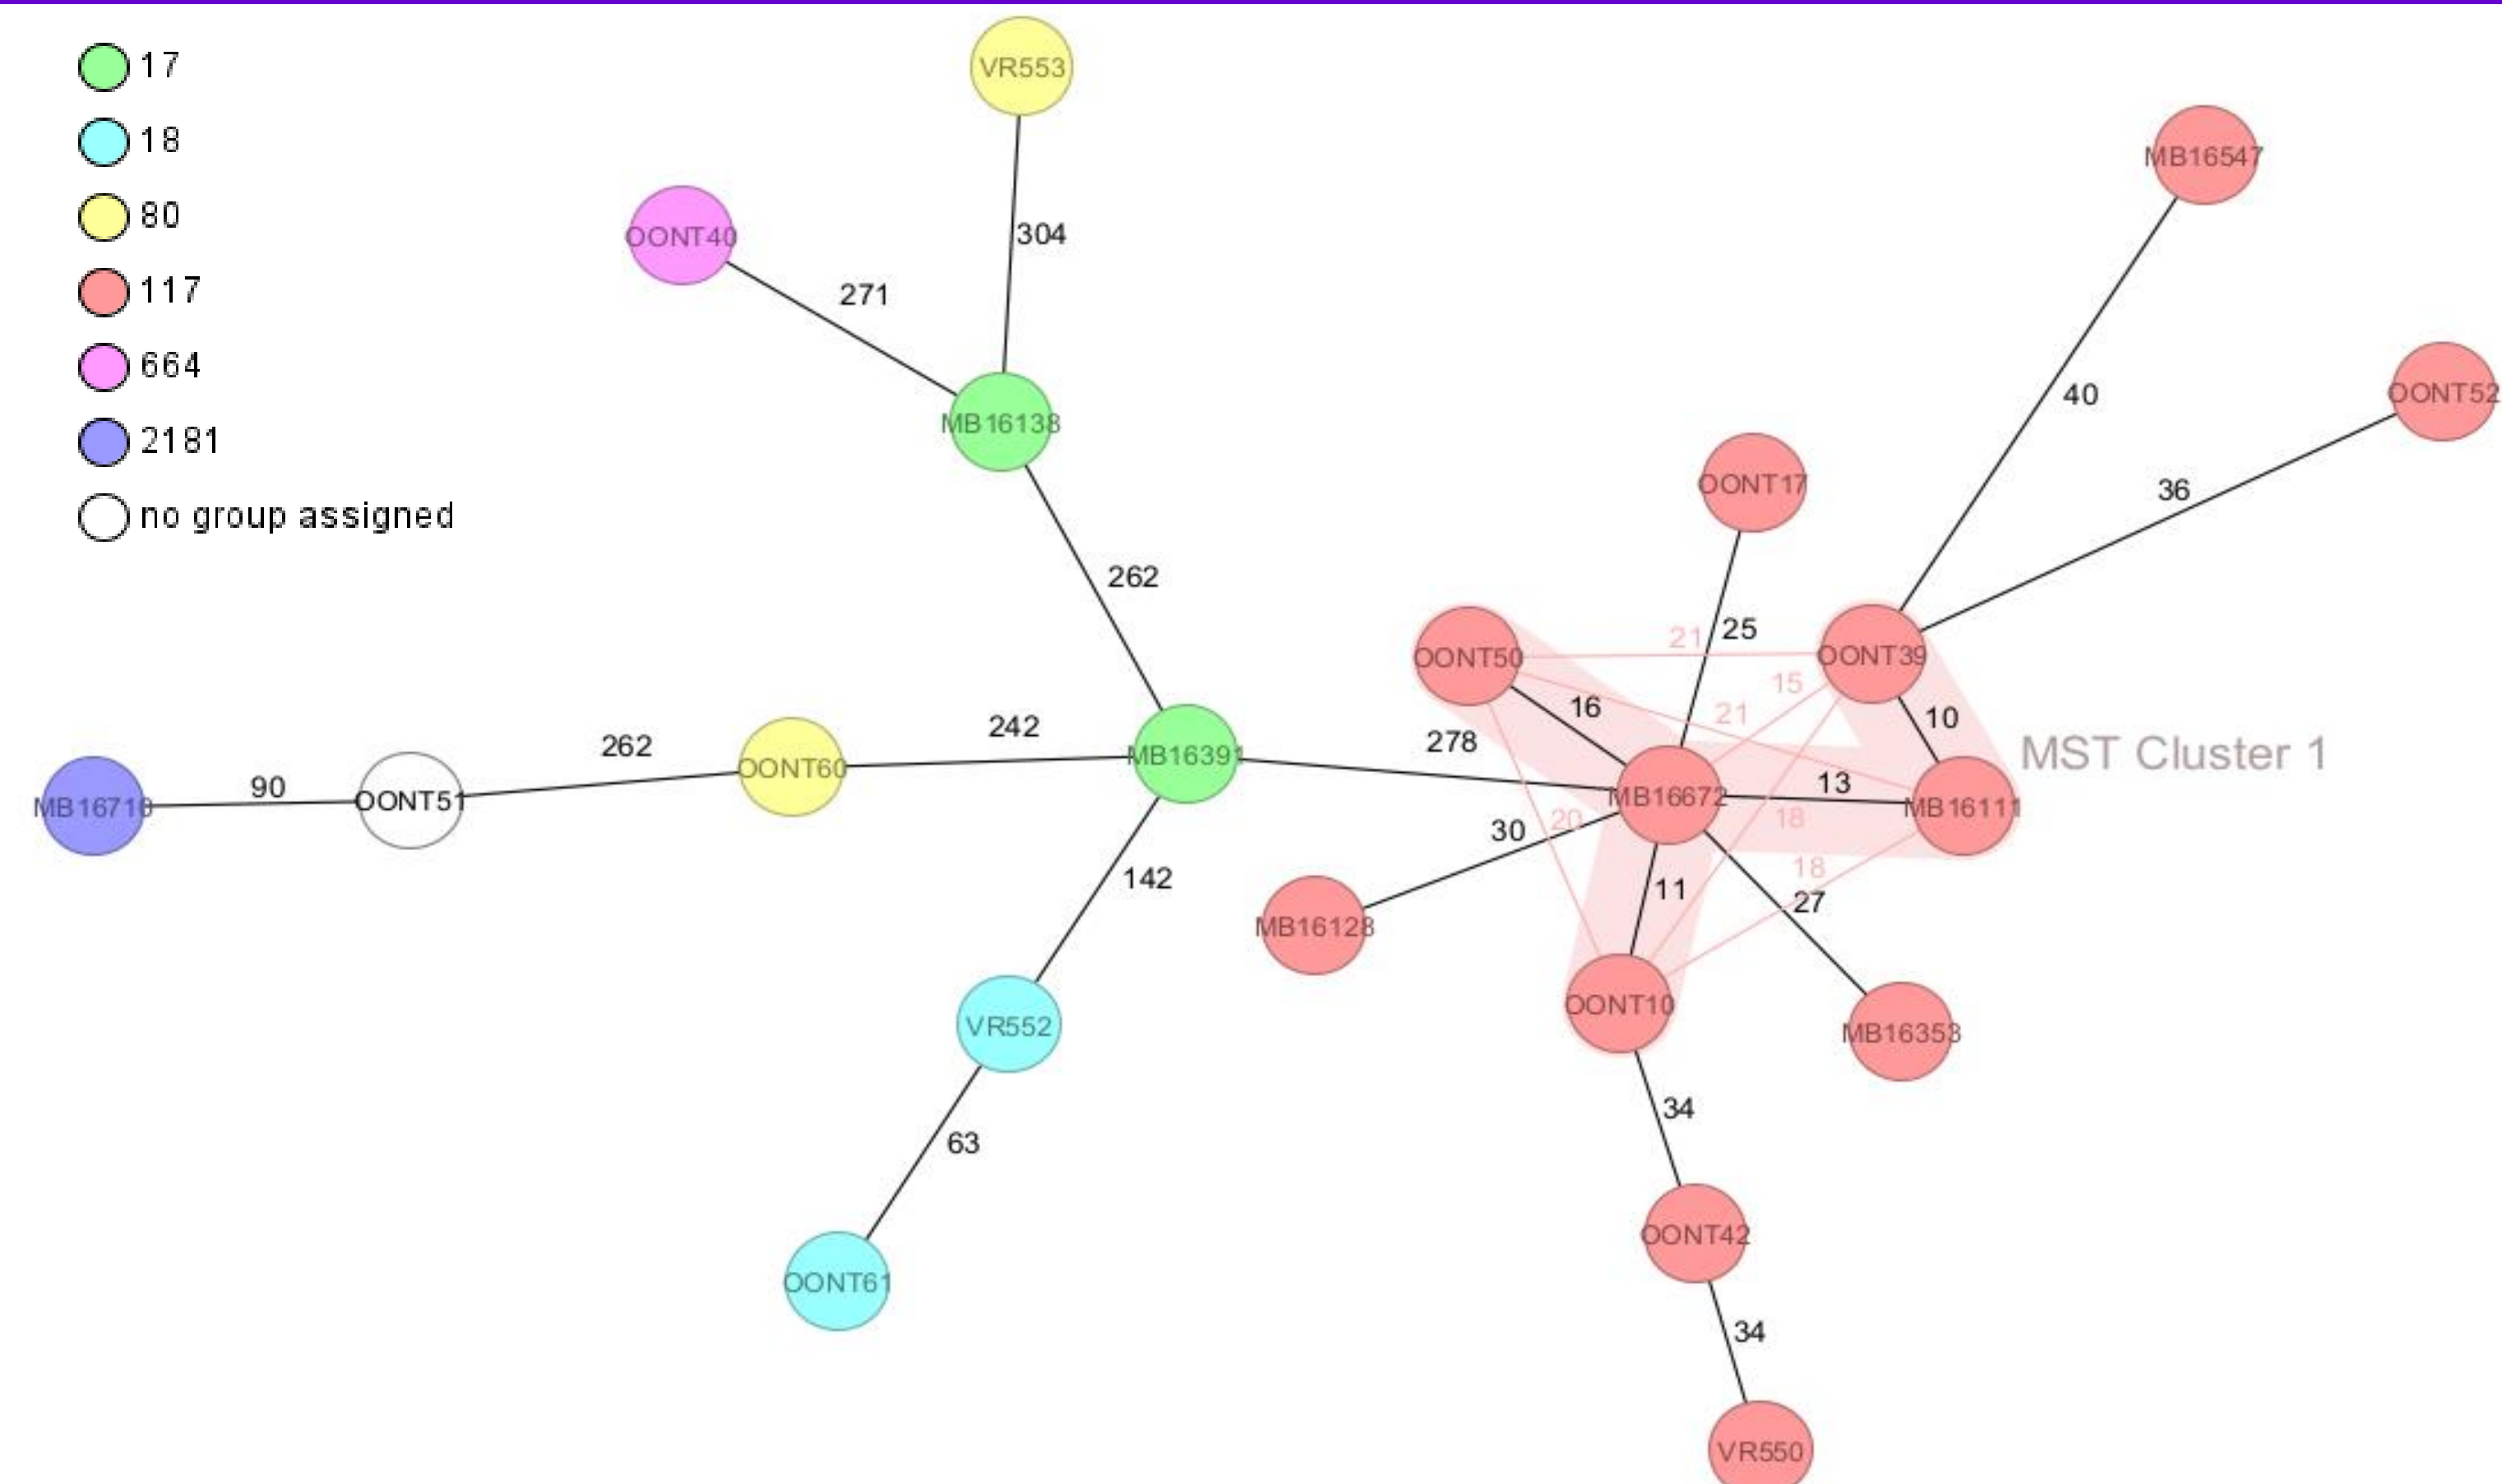 17
18
80
117
664
2181
no group assigned
VR553
OONT40
304
271
MB16138
262
MB16547
OONT52
40
36
OONT17
25
OONT50
21
OONT39
15
16
21
10
MST Cluster 1
MB16710
90
OONT51
262
OONT60
242
MB16391
278
MB16672
13
MB16111
20
18
30
18
27
11
142
MB16128
OONT10
MB16353
VR552
34
63
OONT42
OONT61
34
VR550